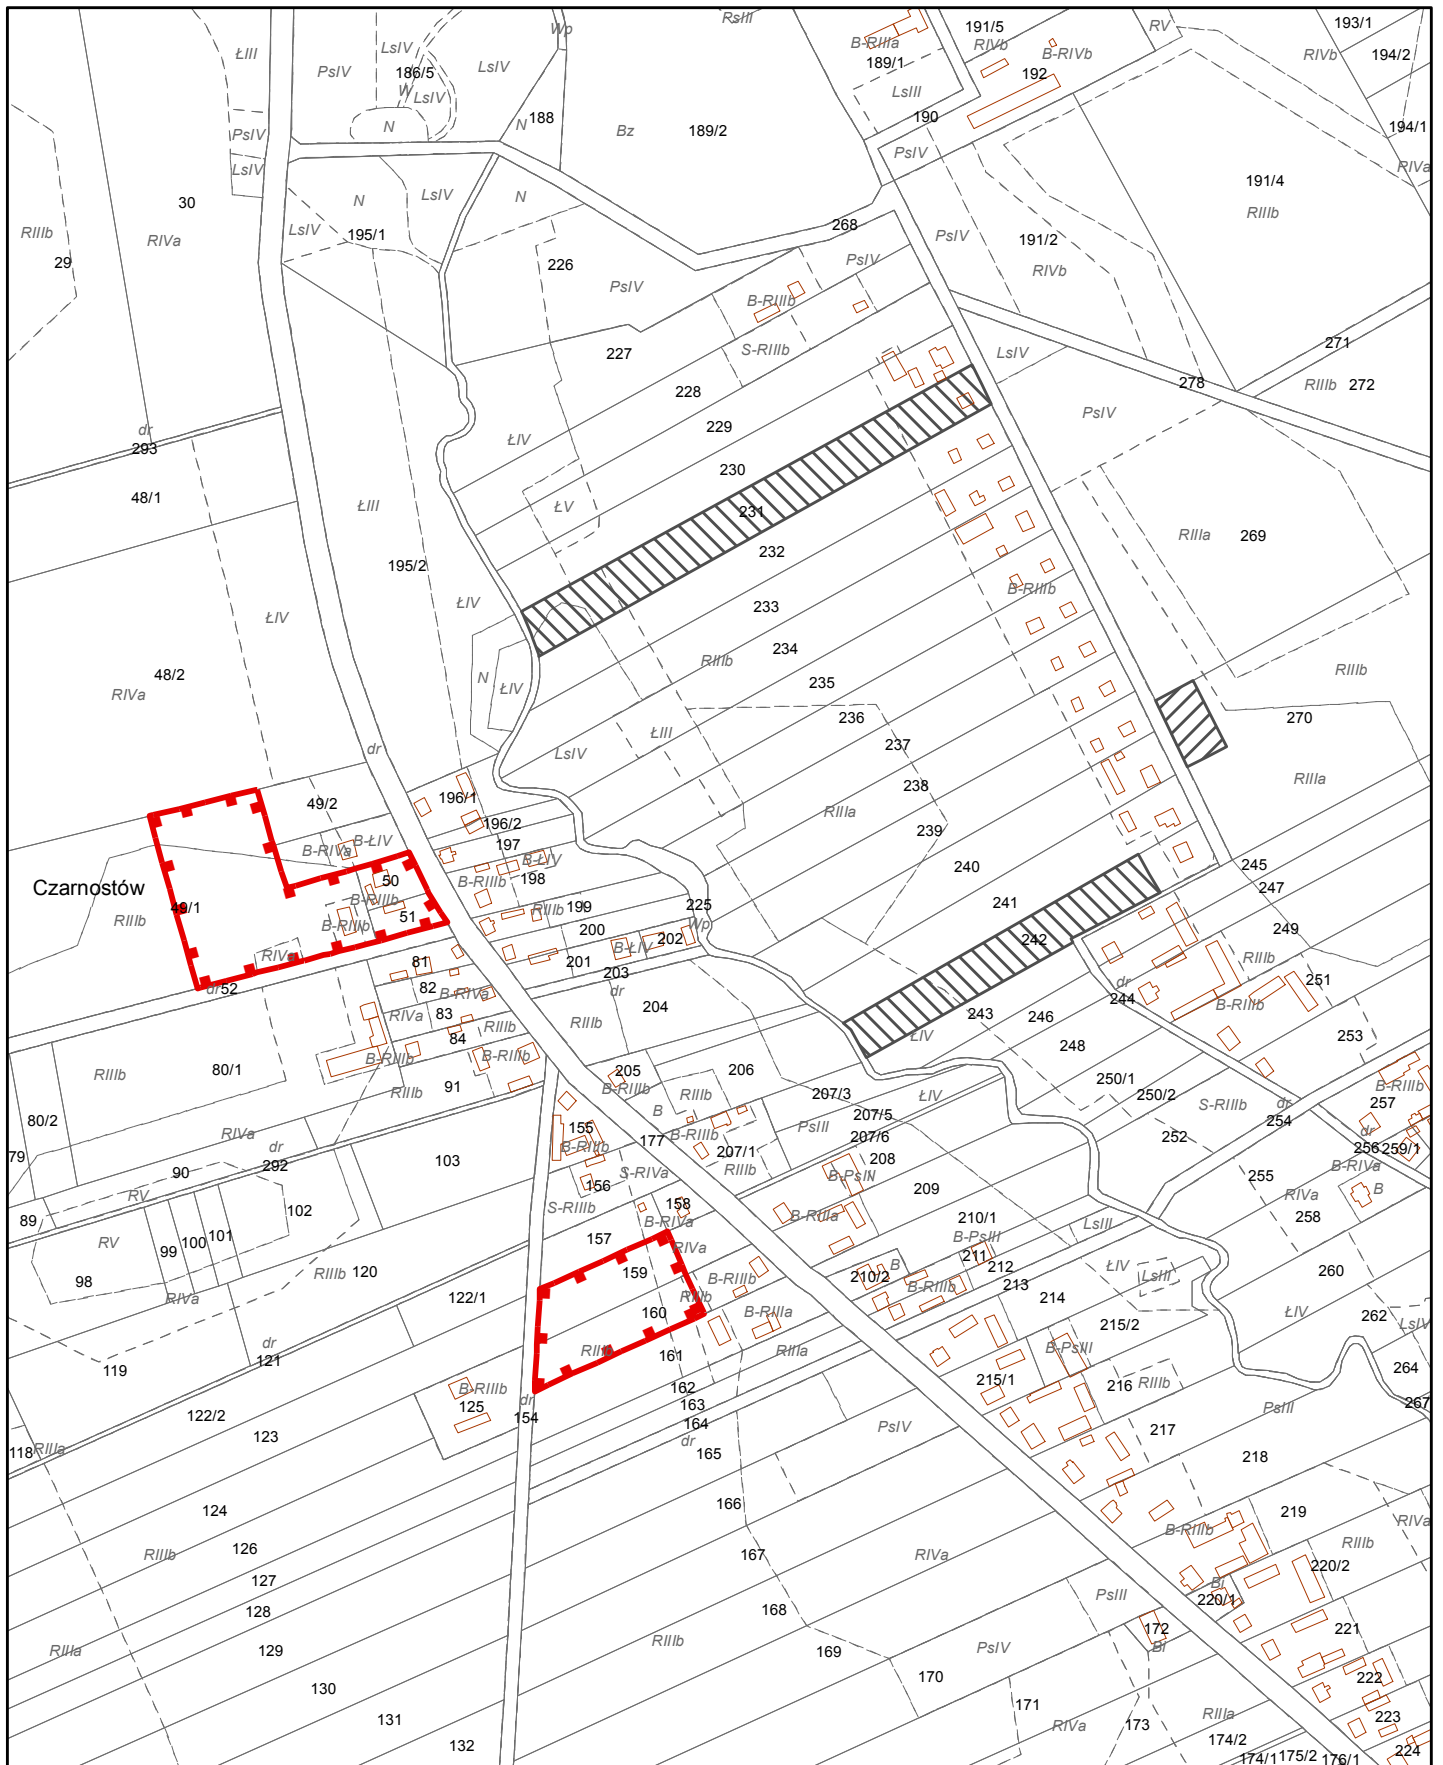 Wp
RsIII
191/5
RV
193/1
ŁIII
LsIV
B-RIIIa
RIVb
B-RIVb
RIVb
194/2
PsIV
186/5
LsIV
189/1
192
W
LsIV
LsIII
188
N
N
Bz
189/2
190
194/1
PsIV
PsIV
RIVa
LsIV
30
N
LsIV
N
191/4
RIIIb
RIIIb
RIVa
LsIV
195/1
268
PsIV
191/2
29
226
PsIV
RIVb
PsIV
B-RIIIb
271
227
S-RIIIb
LsIV
278
RIIIb
272
228
PsIV
dr
293
229
ŁIV
230
48/1
ŁIII
ŁV
231
RIIIa
269
195/2
232
B-RIIIb
ŁIV
ŁIV
233
234
RIIIb
48/2
RIVa
N
ŁIV
235
RIIIb
236
270
dr
ŁIII
LsIV
237
RIIIa
238
196/1
49/2
RIIIa
196/2
239
B-ŁIV
197
B-RIVa
B-ŁIV
240
245
Czarnostów
50
B-RIIIb
198
247
B-RIIIb
241
49/1
51
RIIIb
199
225
RIIIb
B-RIIIb
200
Wp
249
242
B-ŁIV
202
RIVa
81
201
203
RIIIb
251
dr
52
82
dr
dr
244
B-RIVa
204
243
B-RIIIb
RIVa
83
246
RIIIb
RIIIb
84
ŁIV
253
248
B-RIIIb
B-RIIIb
205
206
RIIIb
80/1
B-RIIIb
250/1
B-RIIIb
91
RIIIb
RIIIb
207/3
ŁIV
250/2
S-RIIIb
dr
257
80/2
B
207/5
254
155
RIVa
B-RIIIb
PsIII
207/6
252
dr
79
dr
B-RIIIb
177
207/1
208
256
259/1
90
292
103
S-RIVa
RIIIb
B-PsIII
255
B-RIVa
RV
156
209
RIVa
B
89
102
S-RIIIb
158
B-RIIIa
210/1
258
RV
99
100
101
157
B-RIVa
LsIII
RIVa
B-PsIII
211
ŁIV
98
RIIIb
120
159
B-RIIIb
B
212
LsIII
260
122/1
RIIIb
210/2
B-RIIIb
213
RIVa
214
160
B-RIIIa
ŁIV
262
LsIV
dr
215/2
121
RIIIb
161
RIIIa
B-PsIII
119
264
B-RIIIb
162
215/1
216
RIIIb
dr
125
154
163
PsIII
267
122/2
164
PsIV
123
dr
217
118
RIIIa
165
218
124
166
219
RIVa
B-RIIIb
126
167
RIVa
RIIIb
RIIIb
127
220/2
Bi
PsIII
220/1
128
168
172
221
RIIIa
129
RIIIb
169
PsIV
Bi
130
170
222
171
131
RIIIa
223
RIVa
173
174/2
132
224
174/1
175/2
176/1